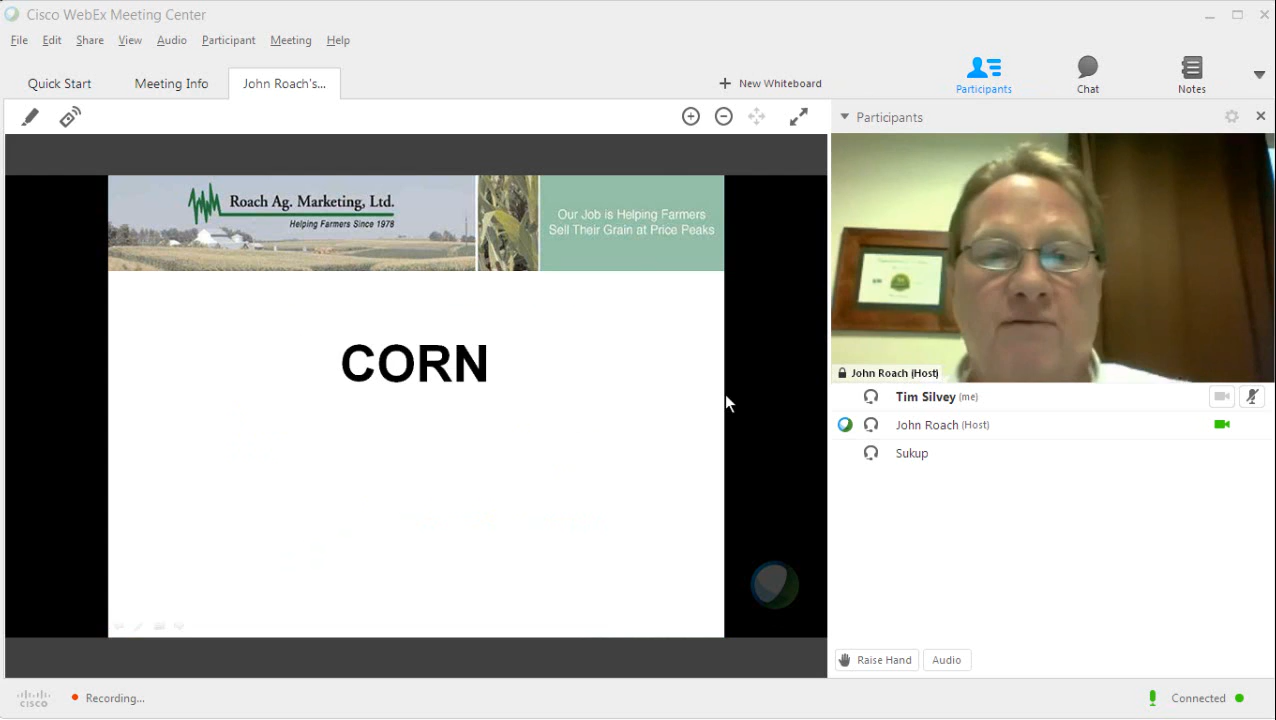 Cisco WebEx Meeting Center
File Edit Share View Audio Participant Meeting Help
Quick Start Meeting Info John Roach's... New Whiteboard
Participants Chat Notes
Participants
Roach Ag. Marketing, Ltd.
Helping Farmers Since 1978
Our Job is Helping Farmers
Sell Their Grain at Price Peaks
CORN
John Roach (Host)
Tim Silvey (me)
John Roach (Host)
Sukup
Raise Hand Audio
CISCO Recording... Connected